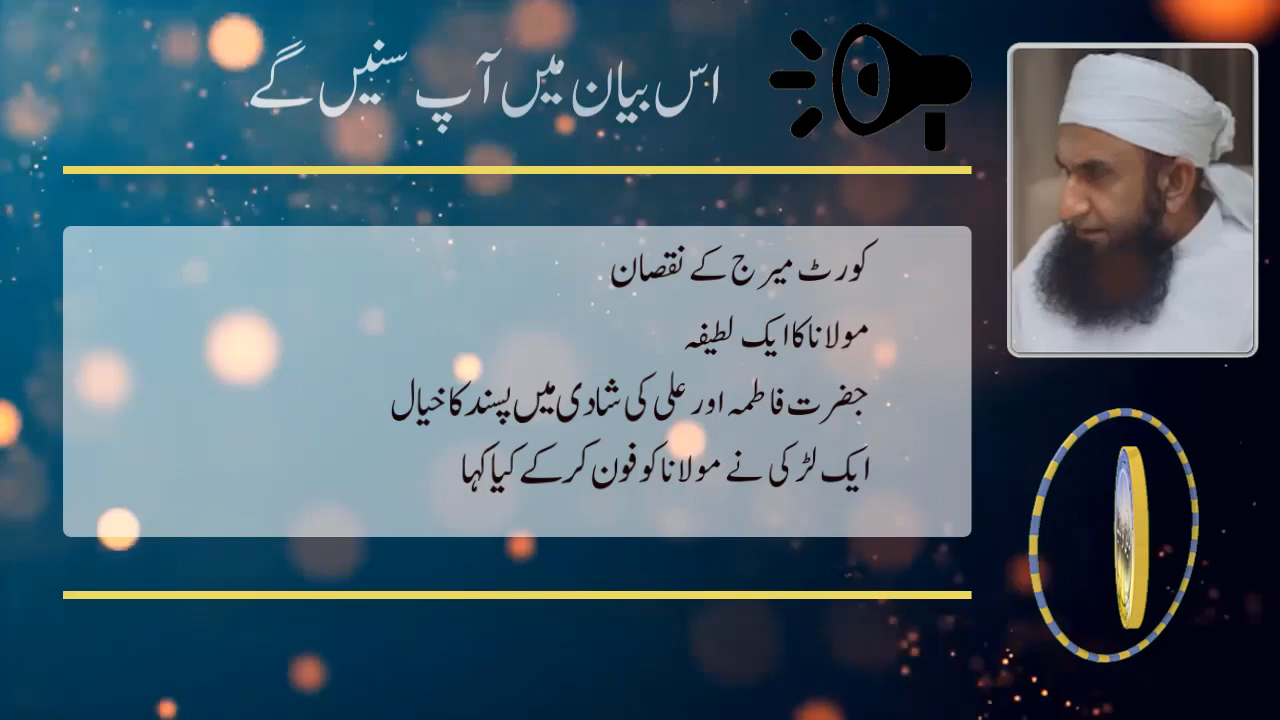 اس بیان میں آپ سنیں گے
کورٹ میرج کے نقصان
مولانا کا ایک لطیفہ
حضرت فاطمہ اور علی کی شادی میں پسند کا خیال
ایک لڑکی نے مولانا کو فون کر کے کیا کہا